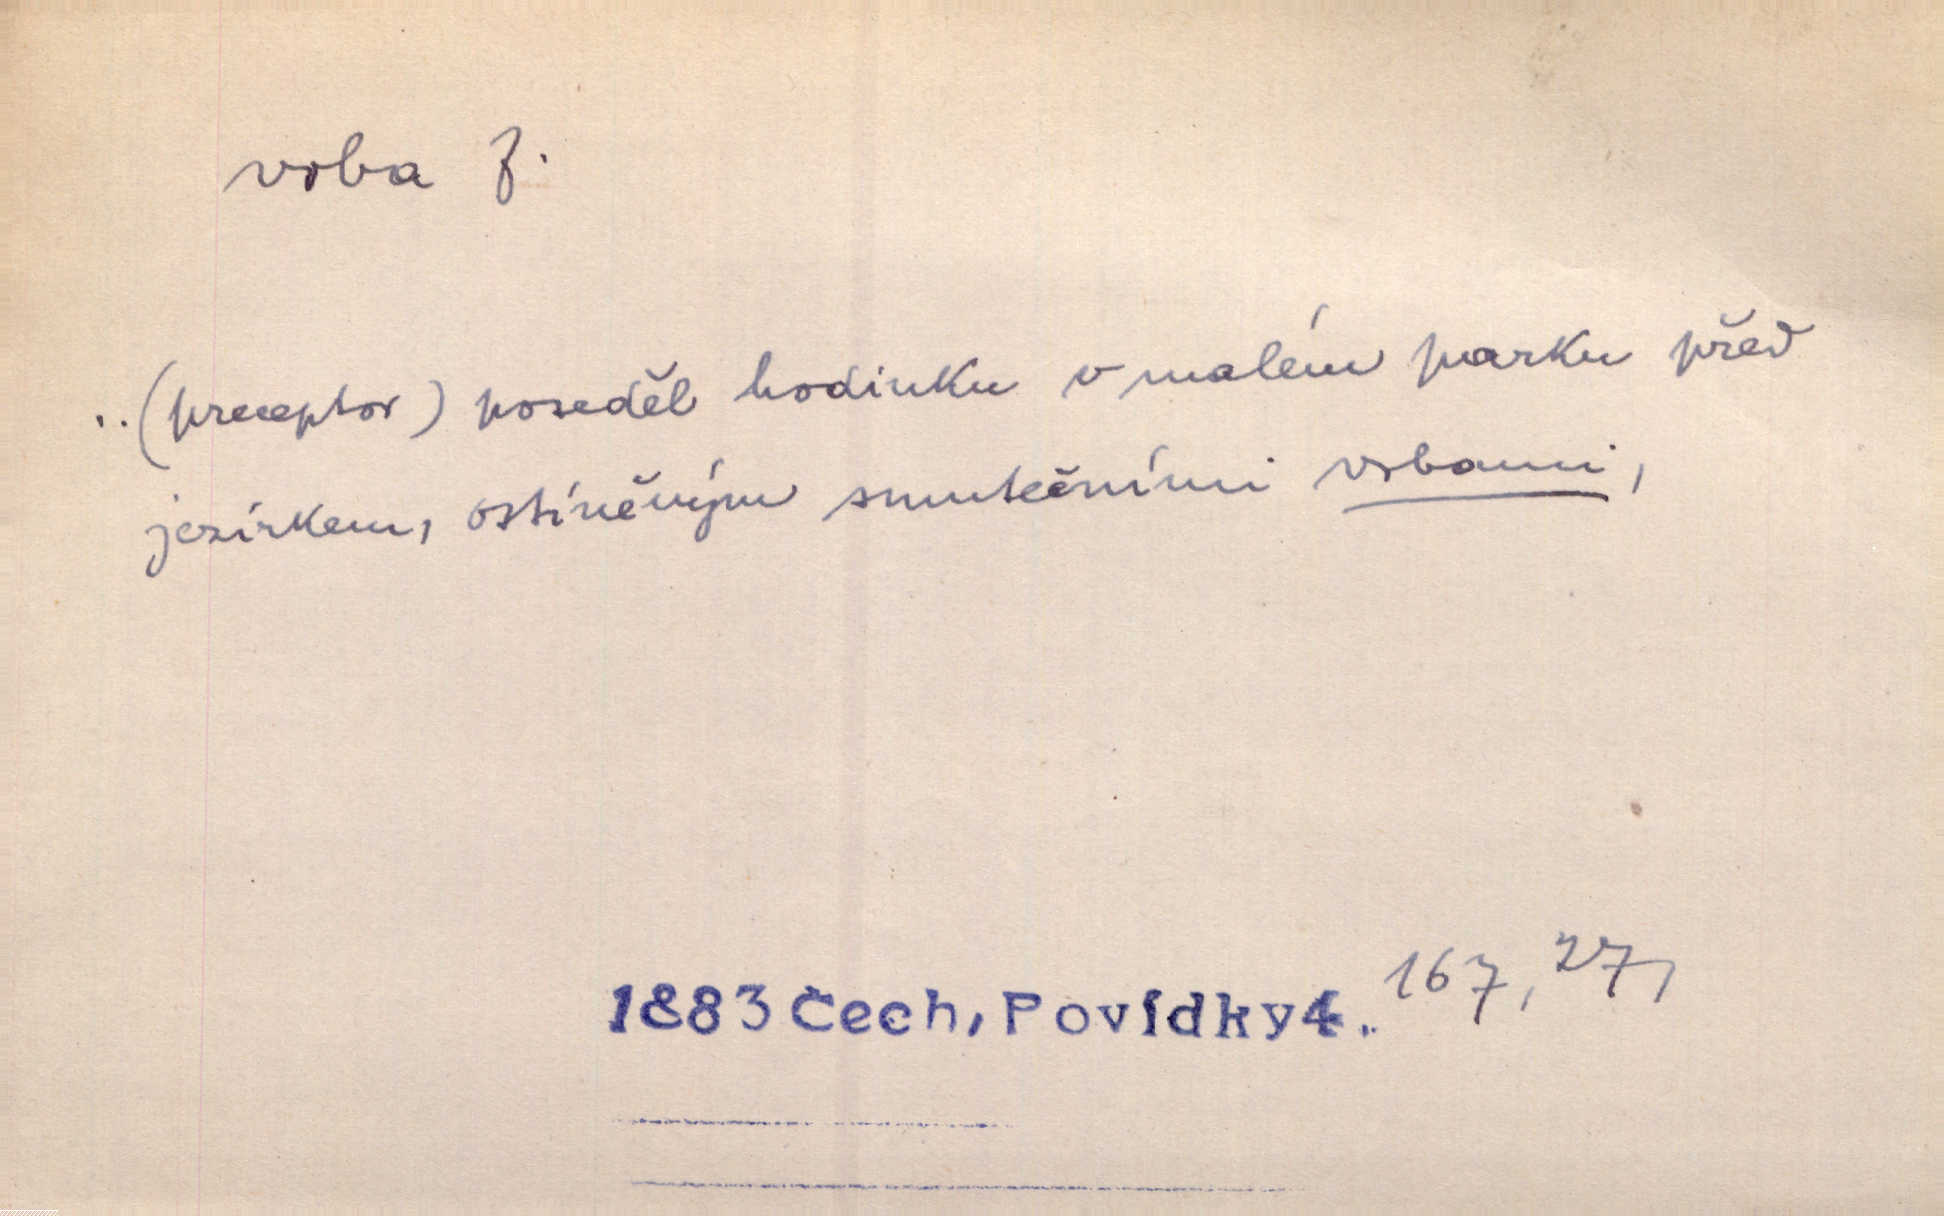 vrba f.
..(preceptor) poseděl hodinku v malém parku před
jezírkem, ostíněným smutečními vrbami,
1883 Čech, Povídky 4.. 167, 27,